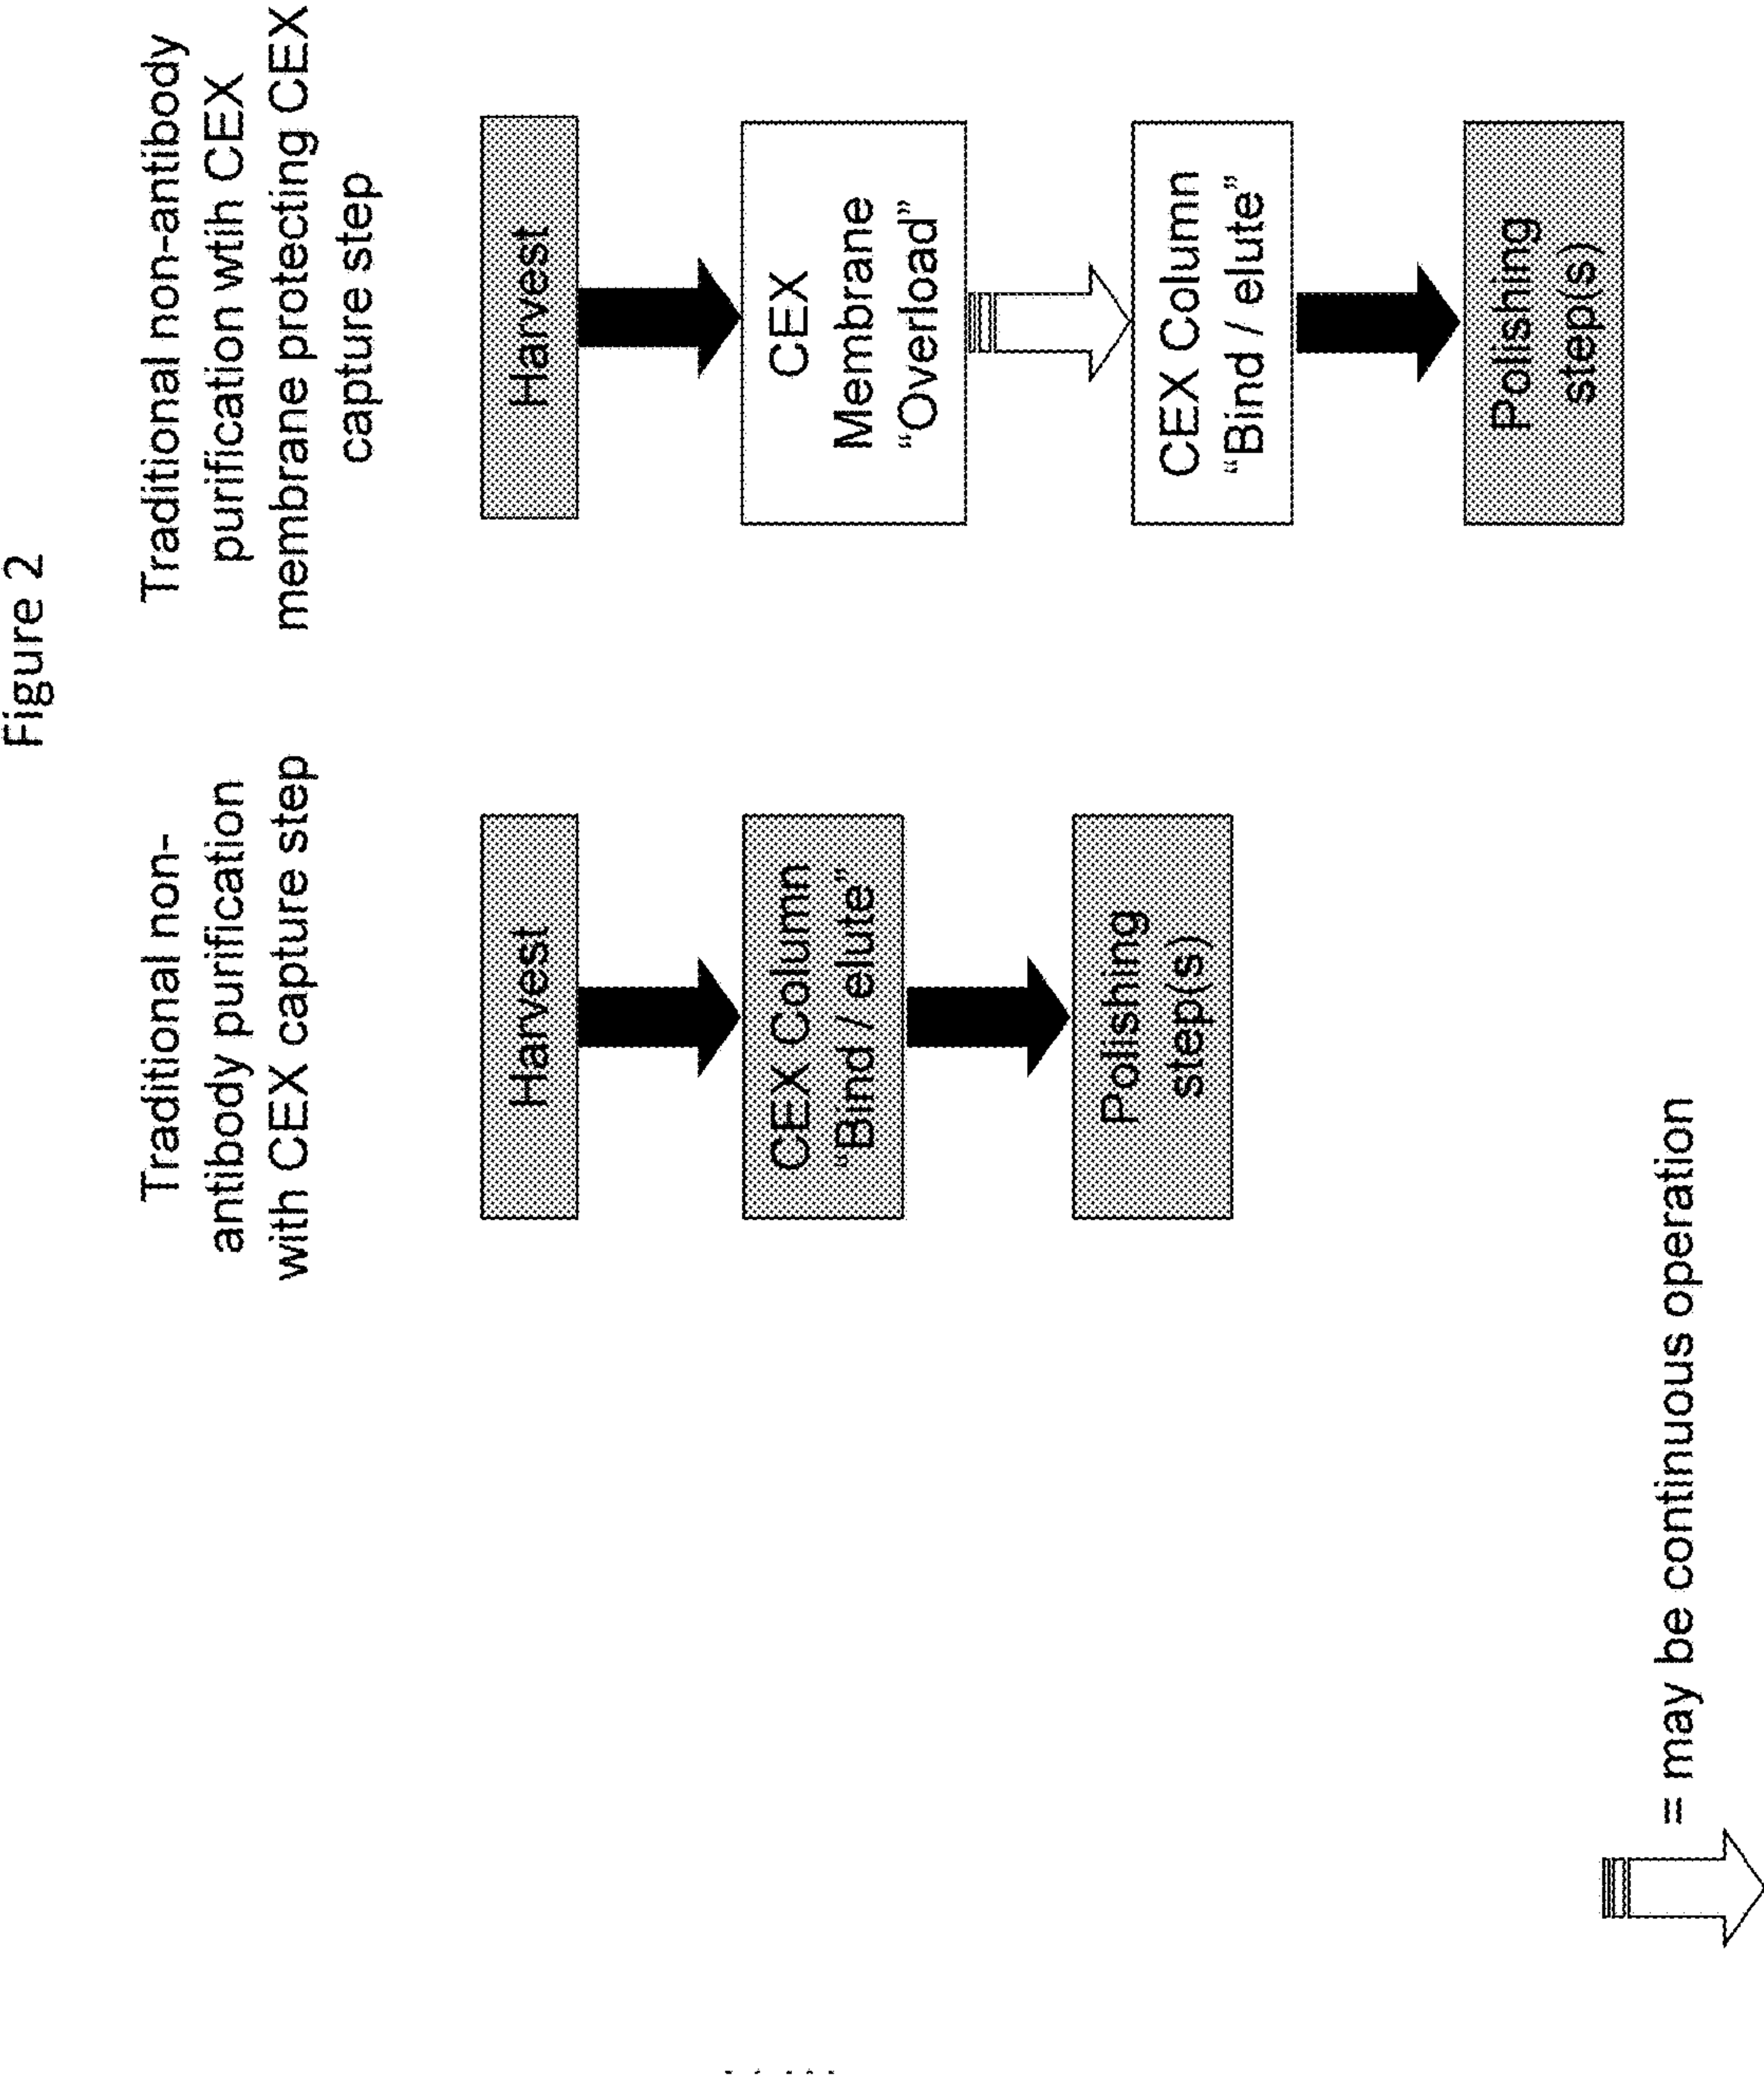 Figure 2
Traditional non-
antibody purification
with CEX capture step
Harvest
CEX Column
“Bind / elute”
Polishing
step(s)
Traditional non-antibody
purification wtih CEX
membrane protecting CEX
capture step
Harvest
CEX
Membrane
“Overload”
CEX Column
“Bind / elute”
Polishing
step(s)
= may be continuous operation